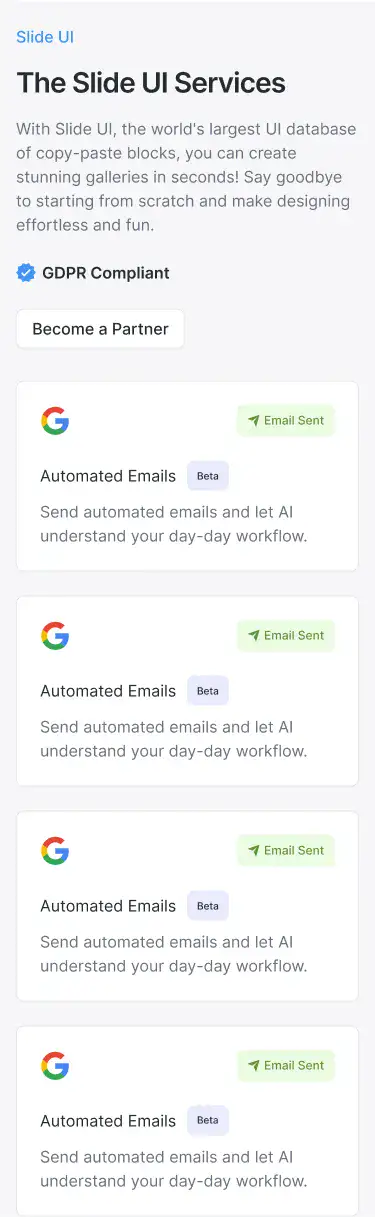 Slide UI
The Slide UI Services
With Slide UI, the world's largest UI database
of copy-paste blocks, you can create
stunning galleries in seconds! Say goodbye
to starting from scratch and make designing
effortless and fun.
GDPR Compliant
Become a Partner
Email Sent
Automated Emails Beta
Send automated emails and let AI
understand your day-day workflow.
Email Sent
Automated Emails Beta
Send automated emails and let AI
understand your day-day workflow.
Email Sent
Automated Emails Beta
Send automated emails and let AI
understand your day-day workflow.
Email Sent
Automated Emails Beta
Send automated emails and let AI
understand your day-day workflow.